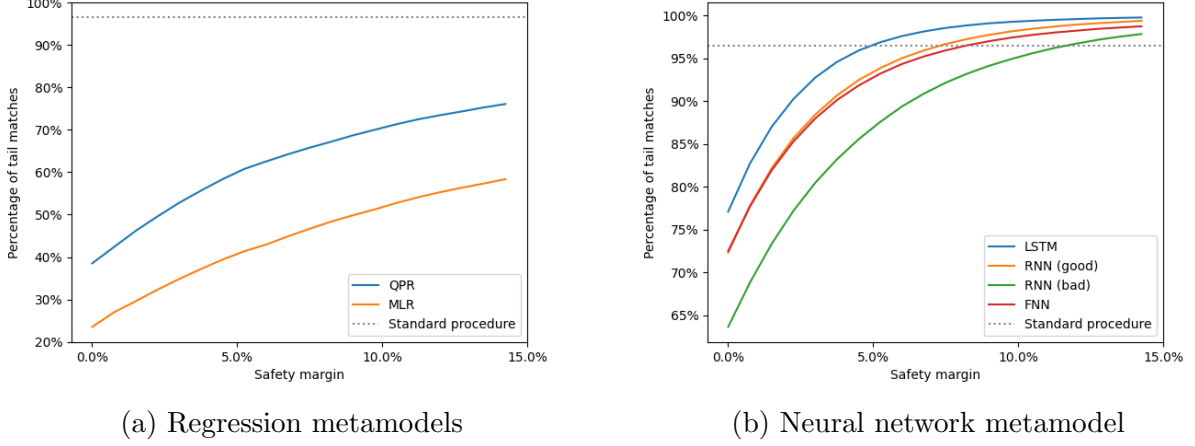 100%
90%
80%
70%
60%
50%
40%
30%
20%
Percentage of tail matches
0.0% 5.0% 10.0% 15.0%
Safety margin
QPR
MLR
Standard procedure
(a) Regression metamodels
100%
95%
90%
85%
80%
75%
70%
65%
Percentage of tail matches
0.0% 5.0% 10.0% 15.0%
Safety margin
LSTM
RNN (good)
RNN (bad)
FNN
Standard procedure
(b) Neural network metamodel